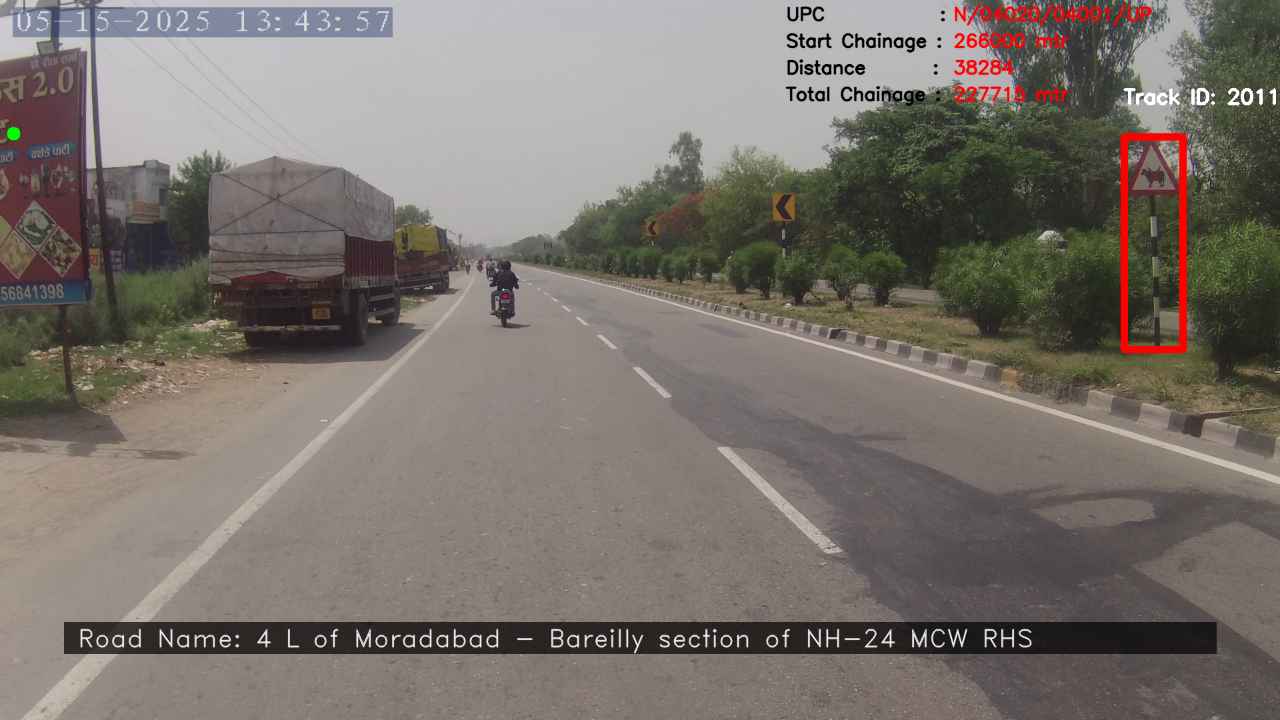 05-15-2025 13:43:57
UPC : N/04020/04001/UP
Start Chainage : 266000 mtr
Distance : 38284
Total Chainage : 227715 mtr
Track ID: 2011
2.0
पार्टी
बर्थडे पार्टी
56841398
Road Name: 4 L of Moradabad - Bareilly section of NH-24 MCW RHS